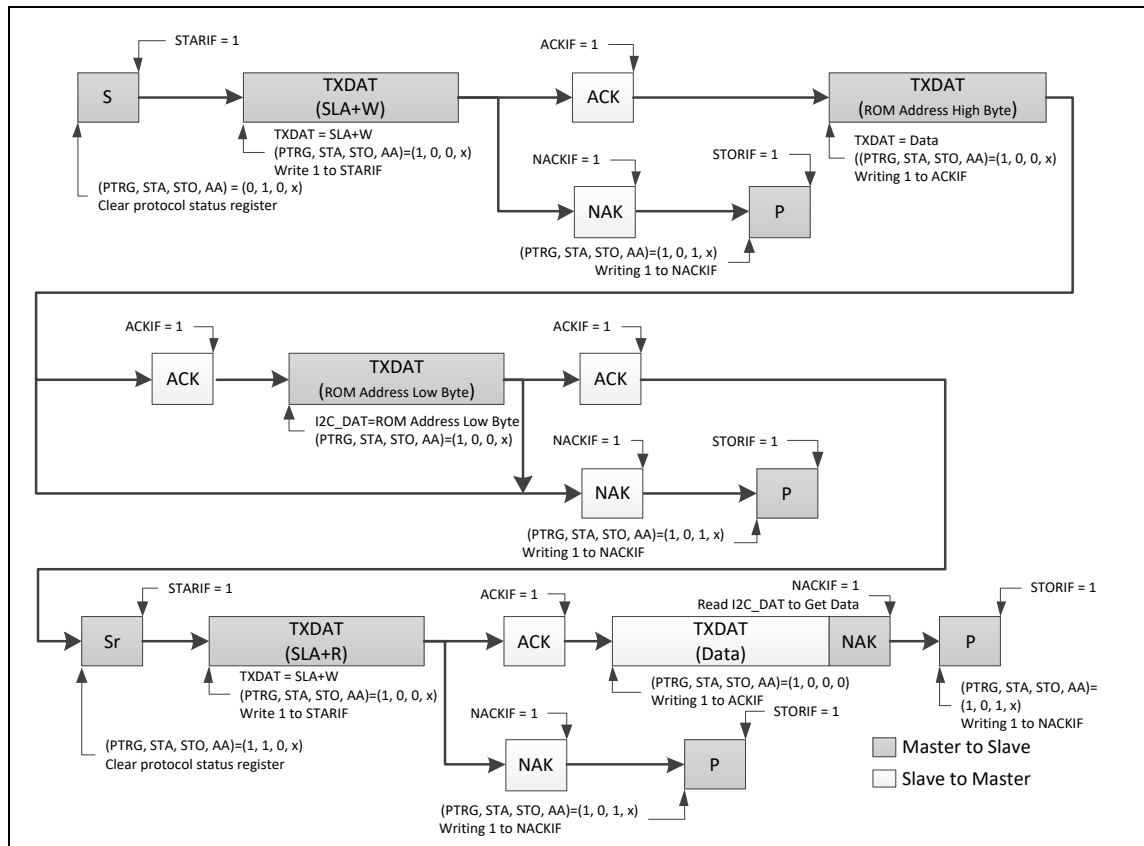 STARIF = 1
ACKIF = 1
S
TXDAT
(SLA+W)
ACK
TXDAT
(ROM Address High Byte)
TXDAT = SLA+W
(PTRG, STA, STO, AA)=(1, 0, 0, x)
Write 1 to STARIF
TXDAT = Data
((PTRG, STA, STO, AA)=(1, 0, 0, x)
Writing 1 to ACKIF
NACKIF = 1
STORIF = 1
(PTRG, STA, STO, AA) = (0, 1, 0, x)
Clear protocol status register
NAK
P
(PTRG, STA, STO, AA)=(1, 0, 1, x)
Writing 1 to NACKIF
ACKIF = 1
ACKIF = 1
ACK
TXDAT
(ROM Address Low Byte)
ACK
I2C_DAT=ROM Address Low Byte
(PTRG, STA, STO, AA)=(1, 0, 0, x)
NACKIF = 1
STORIF = 1
NAK
P
(PTRG, STA, STO, AA)=(1, 0, 1, x)
Writing 1 to NACKIF
STARIF = 1
ACKIF = 1
NACKIF = 1
Read I2C_DAT to Get Data
STORIF = 1
Sr
TXDAT
(SLA+R)
ACK
TXDAT
(Data)
NAK
P
TXDAT = SLA+W
(PTRG, STA, STO, AA)=(1, 0, 0, x)
Write 1 to STARIF
(PTRG, STA, STO, AA)=(1, 0, 0, 0)
Writing 1 to ACKIF
(PTRG, STA, STO, AA)=
(1, 0, 1, x)
Writing 1 to NACKIF
NACKIF = 1
STORIF = 1
(PTRG, STA, STO, AA)=(1, 1, 0, x)
Clear protocol status register
NAK
P
(PTRG, STA, STO, AA)=(1, 0, 1, x)
Writing 1 to NACKIF
Master to Slave
Slave to Master